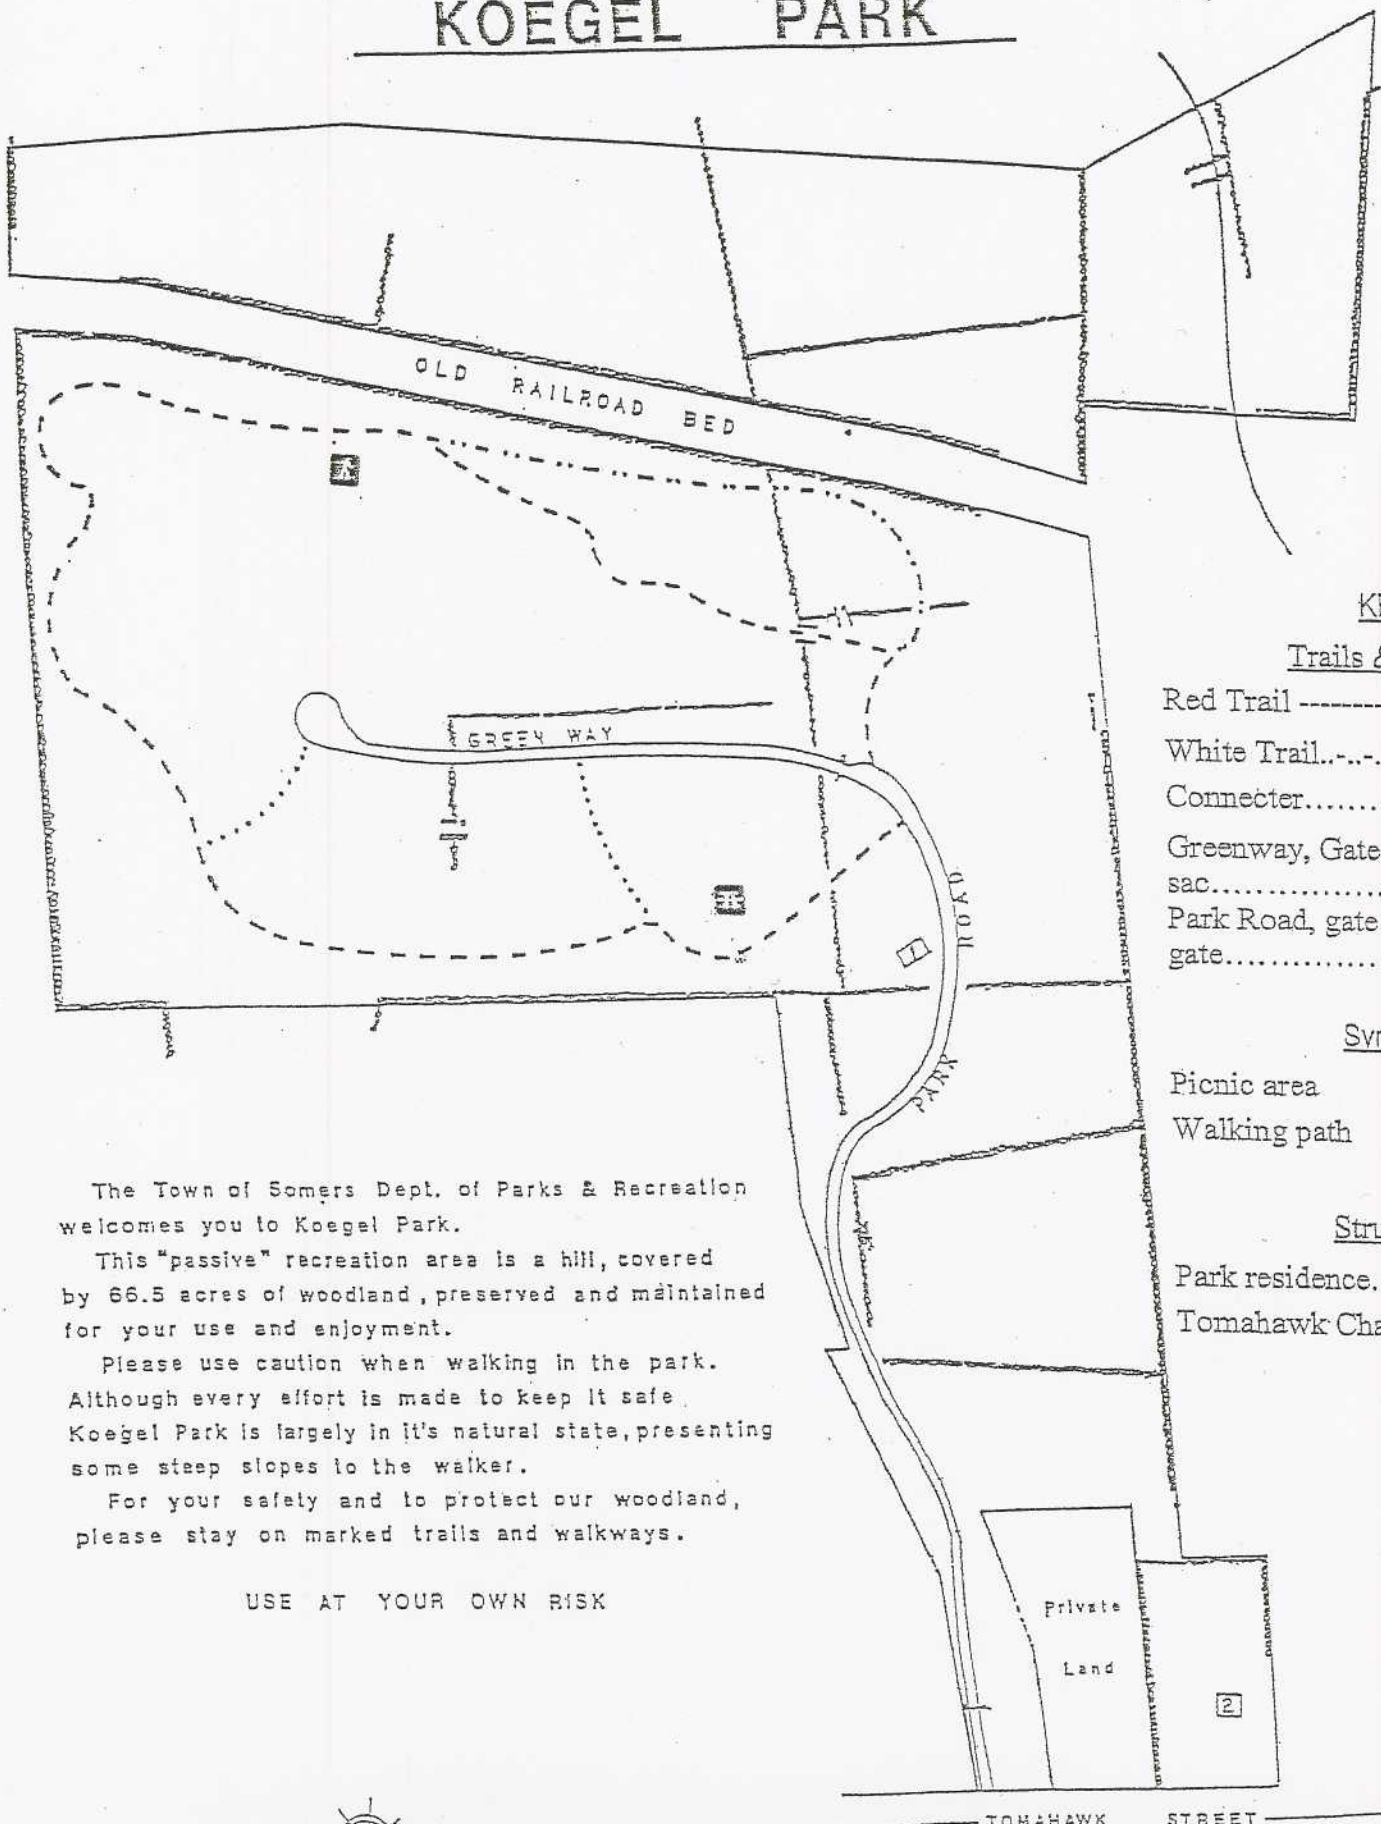 KOEGEL PARK
OLD RAILROAD BED
GREEN WAY
PARK ROAD
1
Trails &
Red Trail --------
White Trail..-..-.
Connecter.......
Greenway, Gate
sac................
Park Road, gate
gate..............
Picnic area
Walking path
Park residence.
Tomahawk Cha
The Town of Somers Dept. of Parks & Recreation
welcomes you to Koegel Park.
This "passive" recreation area is a hill, covered
by 66.5 acres of woodland, preserved and maintained
for your use and enjoyment.
Please use caution when walking in the park.
Although every effort is made to keep it safe
Koegel Park is largely in it's natural state, presenting
some steep slopes to the walker.
For your safety and to protect our woodland,
please stay on marked trails and walkways.
USE AT YOUR OWN RISK
Private
Land
2
TOMAHAWK STREET